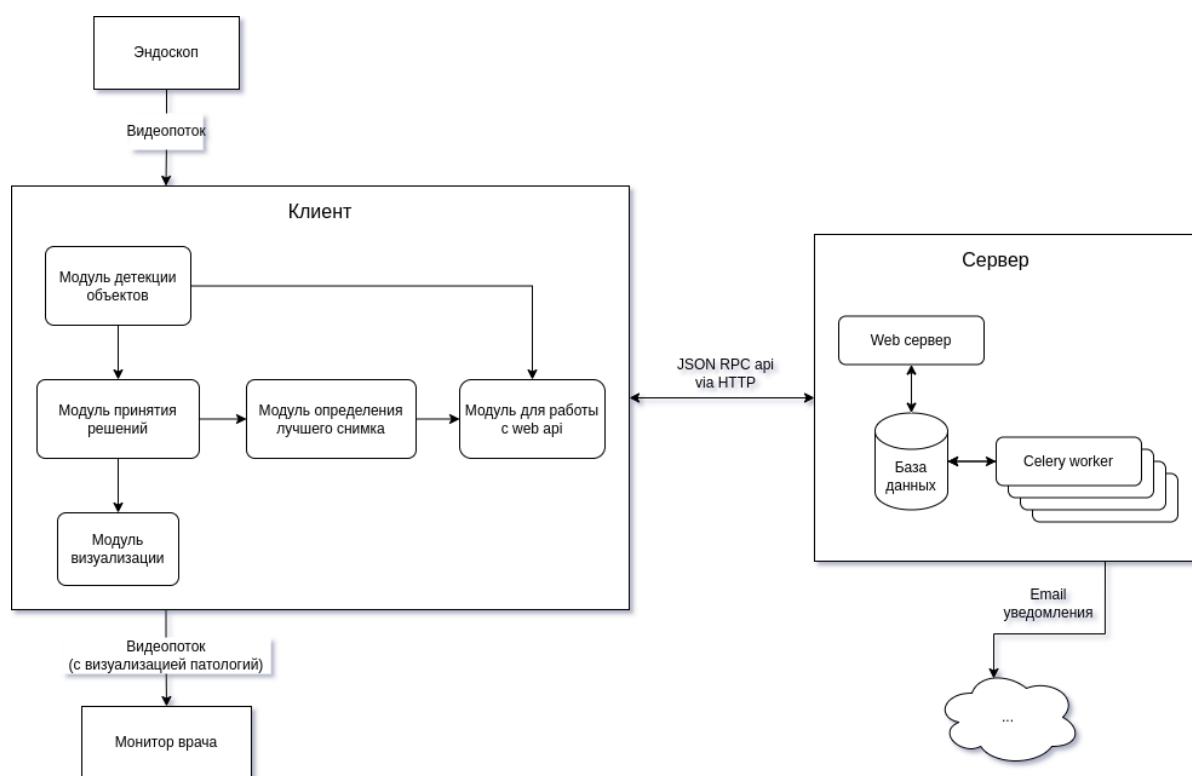 Эндоскоп
Видеопоток
Клиент
Модуль детекции
объектов
Модуль принятия
решений
Модуль определения
лучшего снимка
Модуль для работы
с web api
Модуль
визуализации
JSON RPC api
via HTTP
Сервер
Web сервер
База
данных
Celery worker
Email
уведомления
...
Видеопоток
(с визуализацией патологий)
Монитор врача